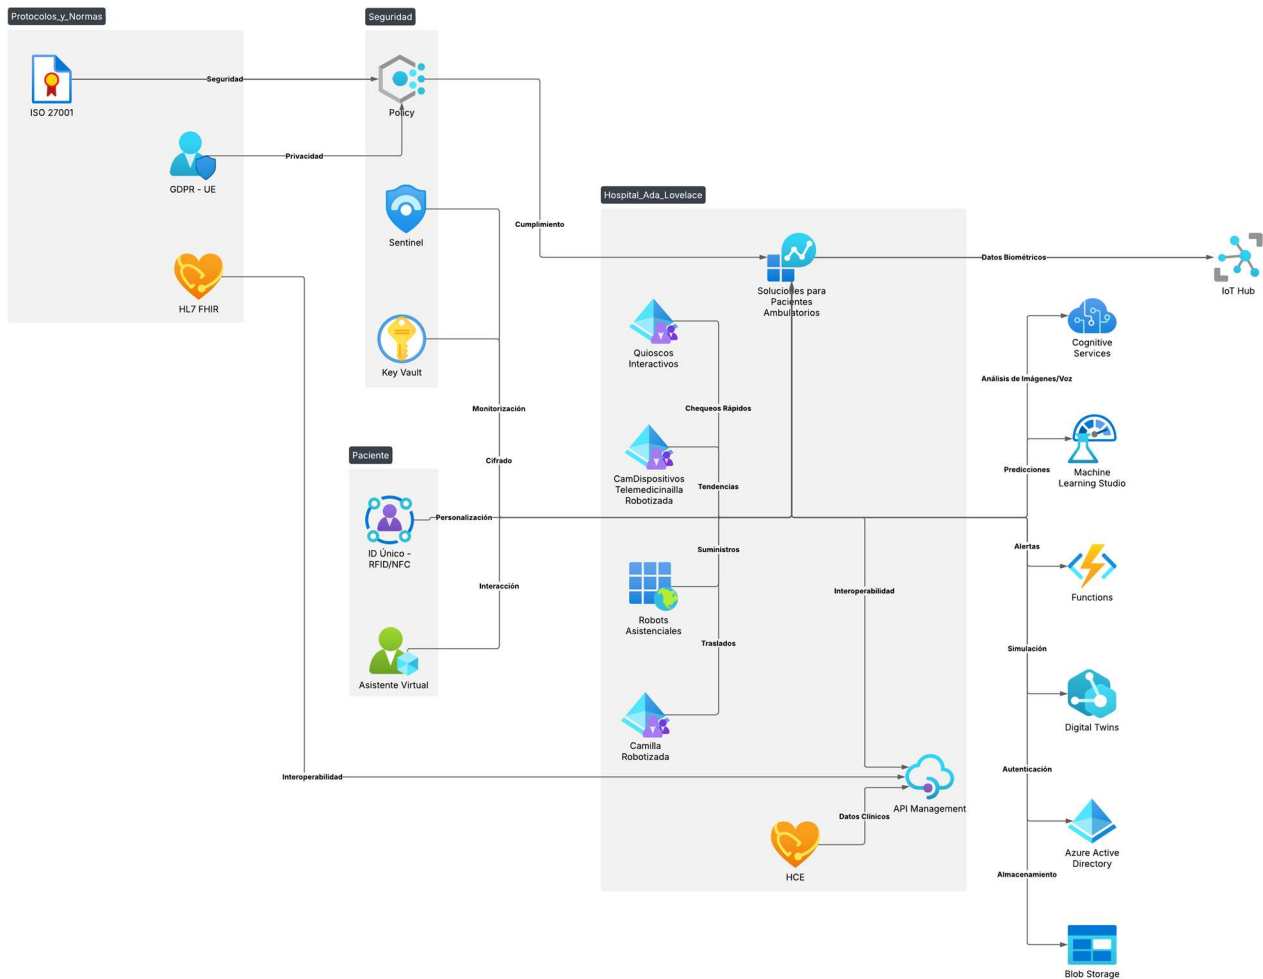 Protocolos_y_Normas
Seguridad
ISO 27001
Seguridad
Policy
Privacidad
GDPR - UE
Hospital_Ada_Lovelace
Sentinel
Cumplimiento
Datos Biométricos
HL7 FHIR
Soluciones para
Pacientes
Ambulatorios
IoT Hub
Quioscos
Interactivos
Cognitive
Services
Key Vault
Análisis de Imágenes/Voz
Monitorización
Chequeos Rápidos
Paciente
Cifrado
Predicciones
CamDispositivos
Telemedicinailla
Robotizada
Machine
Learning Studio
Tendencias
Personalización
ID Único -
RFID/NFC
Suministros
Alertas
Interacción
Interoperabilidad
Functions
Robots
Asistenciales
Traslados
Simulación
Asistente Virtual
Digital Twins
Camilla
Robotizada
Interoperabilidad
Autenticación
API Management
Datos Clínicos
Azure Active
Directory
HCE
Almacenamiento
Blob Storage